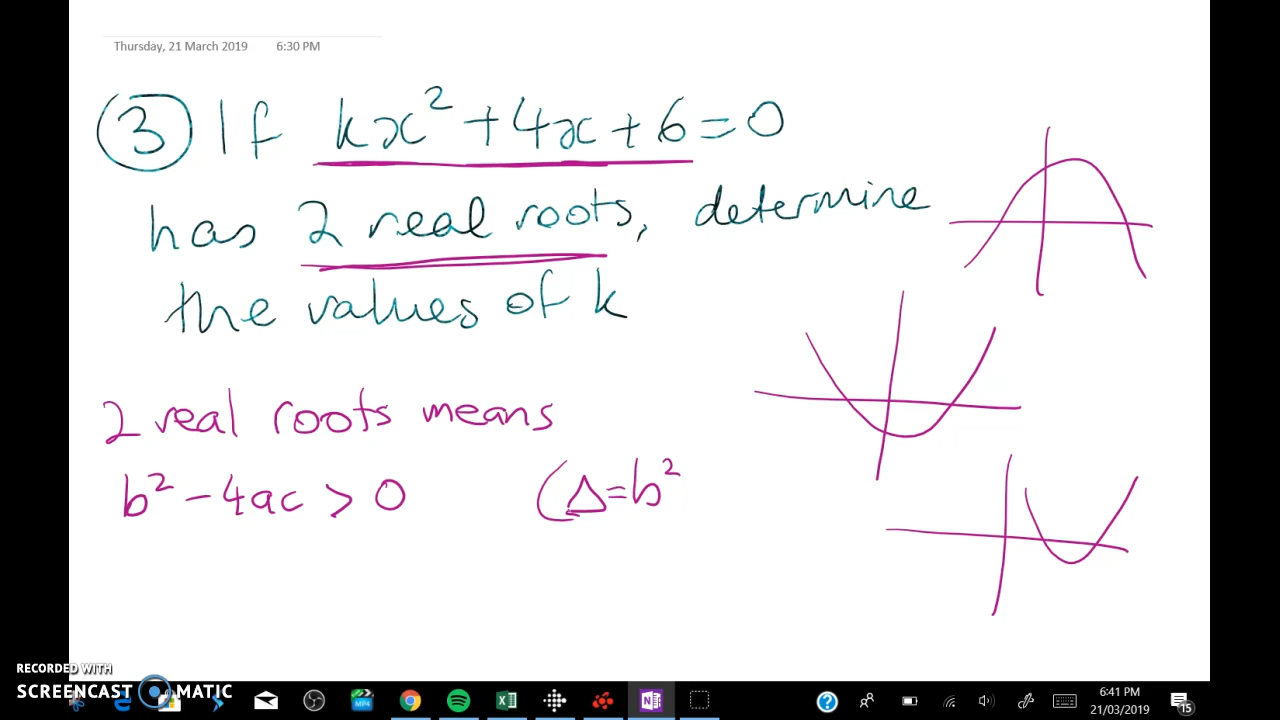 Thursday, 21 March 2019 6:30 PM
③ If kx² + 4x + 6 = 0
has 2 real roots, determine
the values of k
2 real roots means
b² - 4ac > 0 (Δ = b²
RECORDED WITH
SCREENCAST MATIC
MP4
6:41 PM
21/03/2019
15